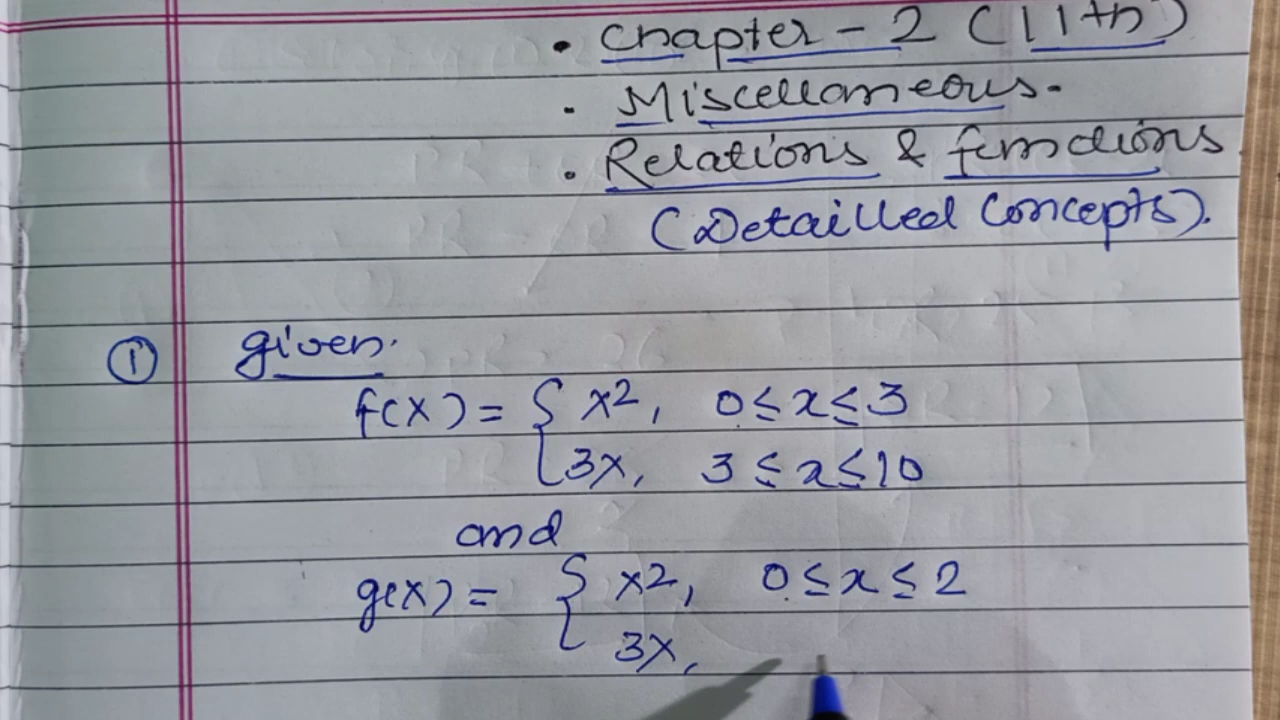 • Chapter - 2 (11th)
• Miscellaneous.
• Relations & functions
(Detailled Concepts).
① given.
f(x) = { x2, 0 ≤ x ≤ 3
3x, 3 ≤ x ≤ 10
and
g(x) = { x2, 0 ≤ x ≤ 2
3x,